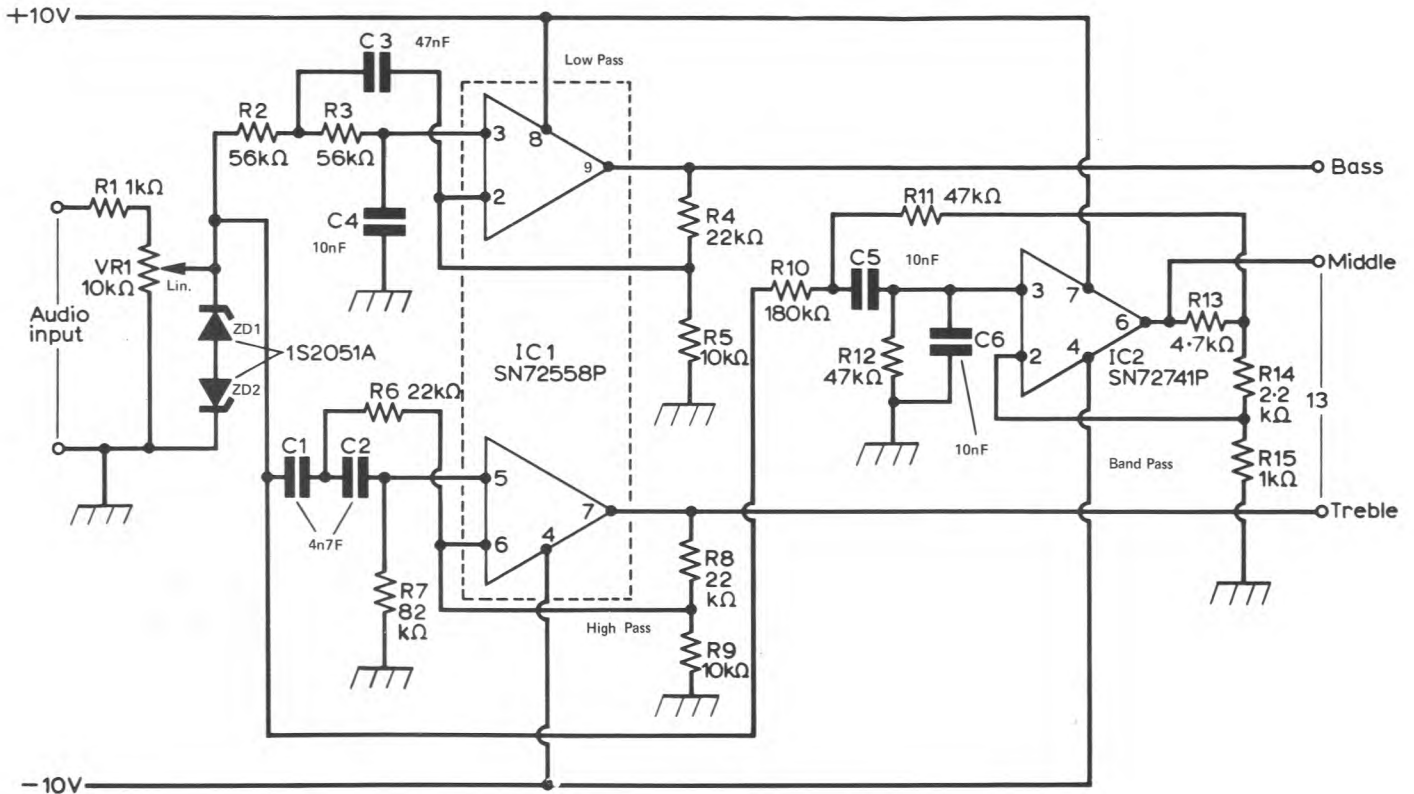 +10V
C3 47nF
Low Pass
R2
56kΩ
R3
56kΩ
3
8
9
2
Bass
R1 1kΩ
C4
10nF
R4
22kΩ
R11 47kΩ
VR1
10kΩ
Lin.
R10
180kΩ
C5
10nF
3
7
Middle
Audio
input
ZD1
1S2051A
ZD2
IC1
SN72558P
R5
10kΩ
R12
47kΩ
C6
10nF
2
4
6
R13
4.7kΩ
IC2
SN72741P
R14
2.2
kΩ
13
R6 22kΩ
C1
C2
4n7F
5
7
6
4
Band Pass
R15
1kΩ
Treble
R7
82
kΩ
R8
22
kΩ
High Pass
R9
10kΩ
-10V